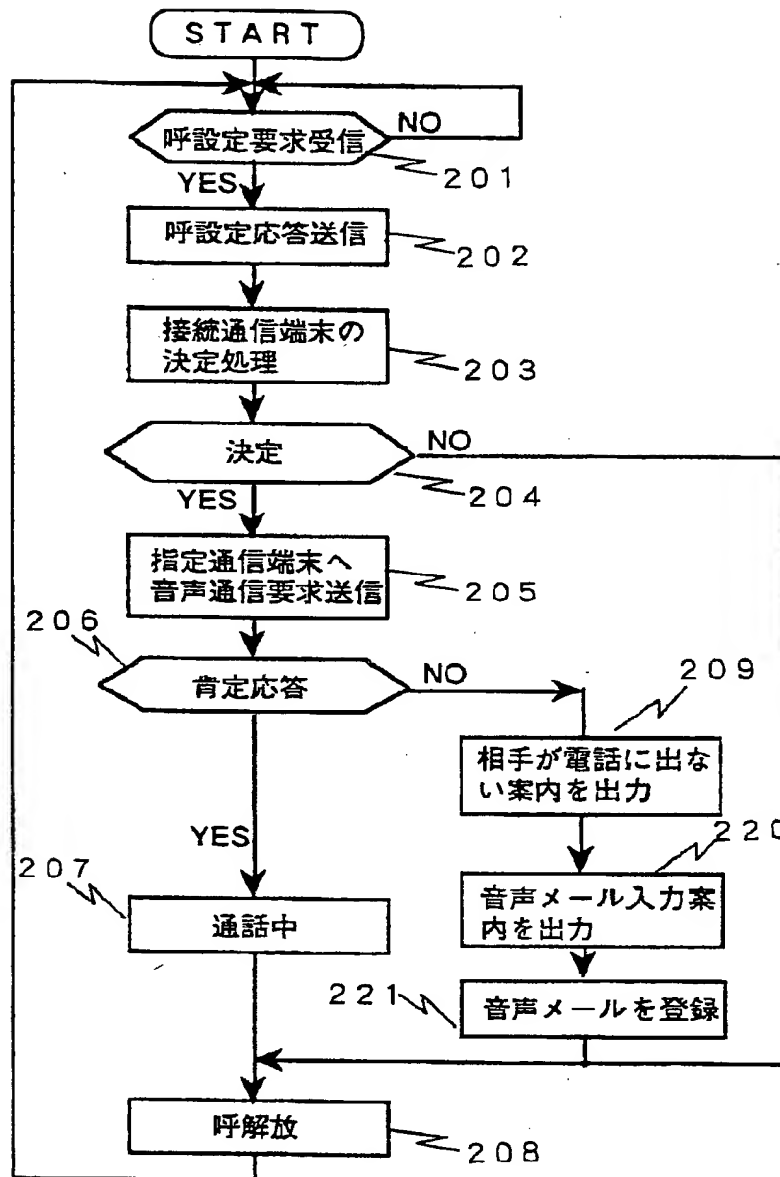 START
呼設定要求受信
NO
201
YES
呼設定応答送信
202
接続通信端末の
決定処理
203
決定
NO
204
YES
指定通信端末へ
音声通信要求送信
205
206
肯定応答
NO
209
相手が電話に出な
い案内を出力
220
音声メール入力案
内を出力
YES
207
通話中
221
音声メールを登録
呼解放
208